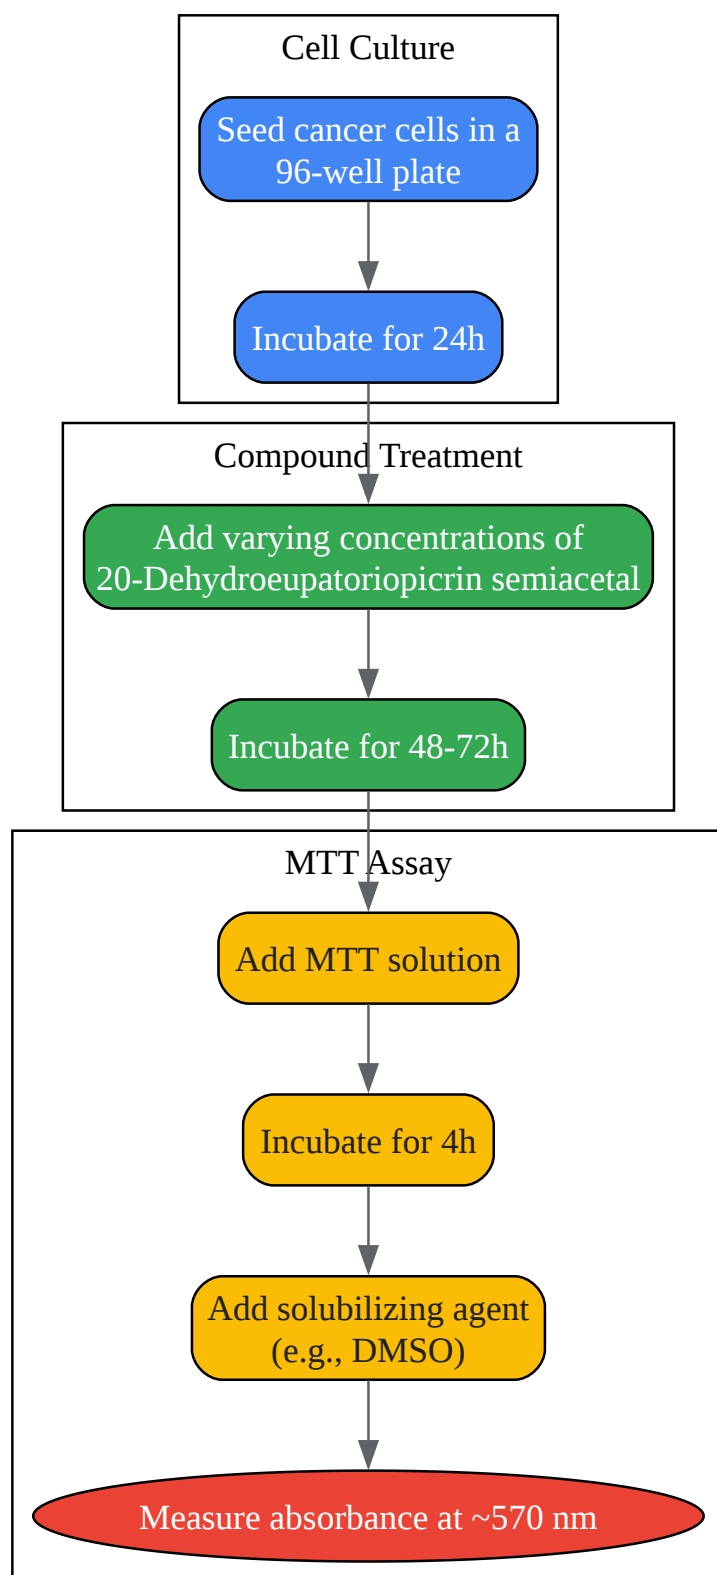 Cell Culture
Seed cancer cells in a
96-well plate
Incubate for 24h
Compound Treatment
Add varying concentrations of
20-Dehydroeupatoriopicrin semiacetal
Incubate for 48-72h
MTT Assay
Add MTT solution
Incubate for 4h
Add solubilizing agent
(e.g., DMSO)
Measure absorbance at ~570 nm